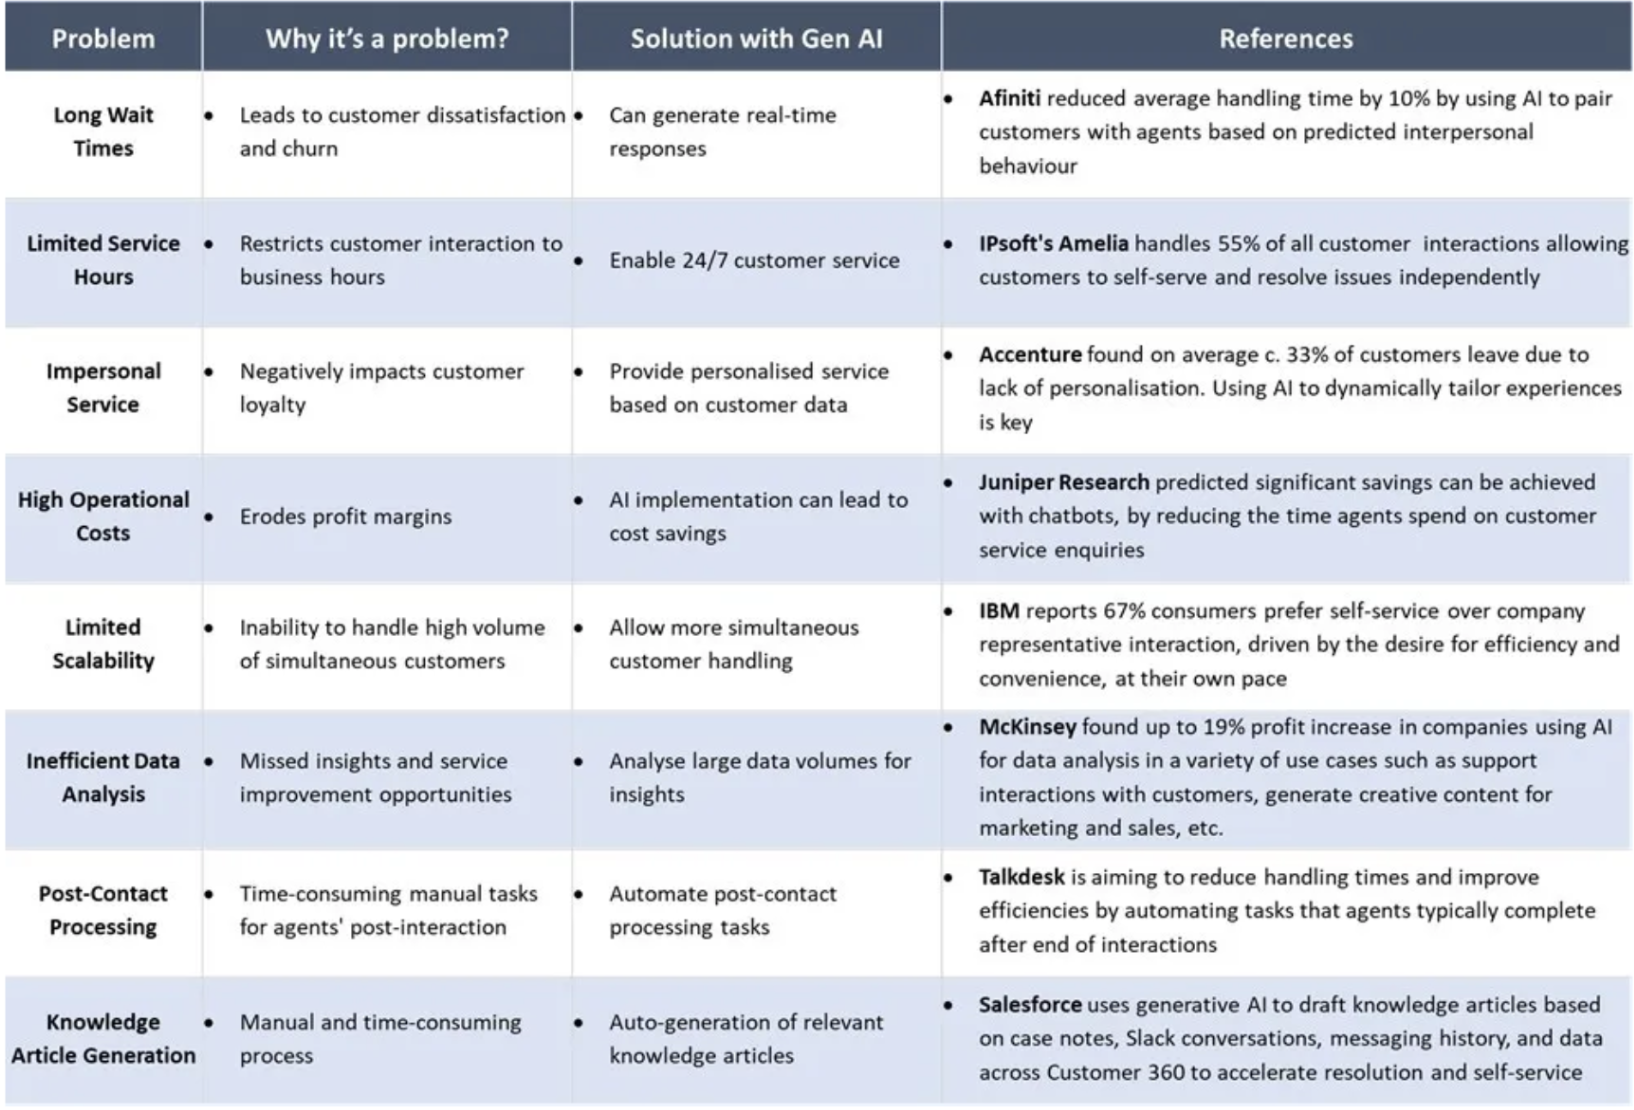 Problem
Why it's a problem?
Solution with Gen AI
References
Long Wait
Times
• Leads to customer dissatisfaction
and churn
• Can generate real-time
responses
• Afiniti reduced average handling time by 10% by using AI to pair
customers with agents based on predicted interpersonal
behaviour
Limited Service
Hours
• Restricts customer interaction to
business hours
• Enable 24/7 customer service
• IPsoft's Amelia handles 55% of all customer interactions allowing
customers to self-serve and resolve issues independently
Impersonal
Service
• Negatively impacts customer
loyalty
• Provide personalised service
based on customer data
• Accenture found on average c. 33% of customers leave due to
lack of personalisation. Using AI to dynamically tailor experiences
is key
High Operational
Costs
• Erodes profit margins
• AI implementation can lead to
cost savings
• Juniper Research predicted significant savings can be achieved
with chatbots, by reducing the time agents spend on customer
service enquiries
Limited
Scalability
• Inability to handle high volume
of simultaneous customers
• Allow more simultaneous
customer handling
• IBM reports 67% consumers prefer self-service over company
representative interaction, driven by the desire for efficiency and
convenience, at their own pace
Inefficient Data
Analysis
• Missed insights and service
improvement opportunities
• Analyse large data volumes for
insights
• McKinsey found up to 19% profit increase in companies using AI
for data analysis in a variety of use cases such as support
interactions with customers, generate creative content for
marketing and sales, etc.
Post-Contact
Processing
• Time-consuming manual tasks
for agents' post-interaction
• Automate post-contact
processing tasks
• Talkdesk is aiming to reduce handling times and improve
efficiencies by automating tasks that agents typically complete
after end of interactions
Knowledge
Article Generation
• Manual and time-consuming
process
• Auto-generation of relevant
knowledge articles
• Salesforce uses generative AI to draft knowledge articles based
on case notes, Slack conversations, messaging history, and data
across Customer 360 to accelerate resolution and self-service